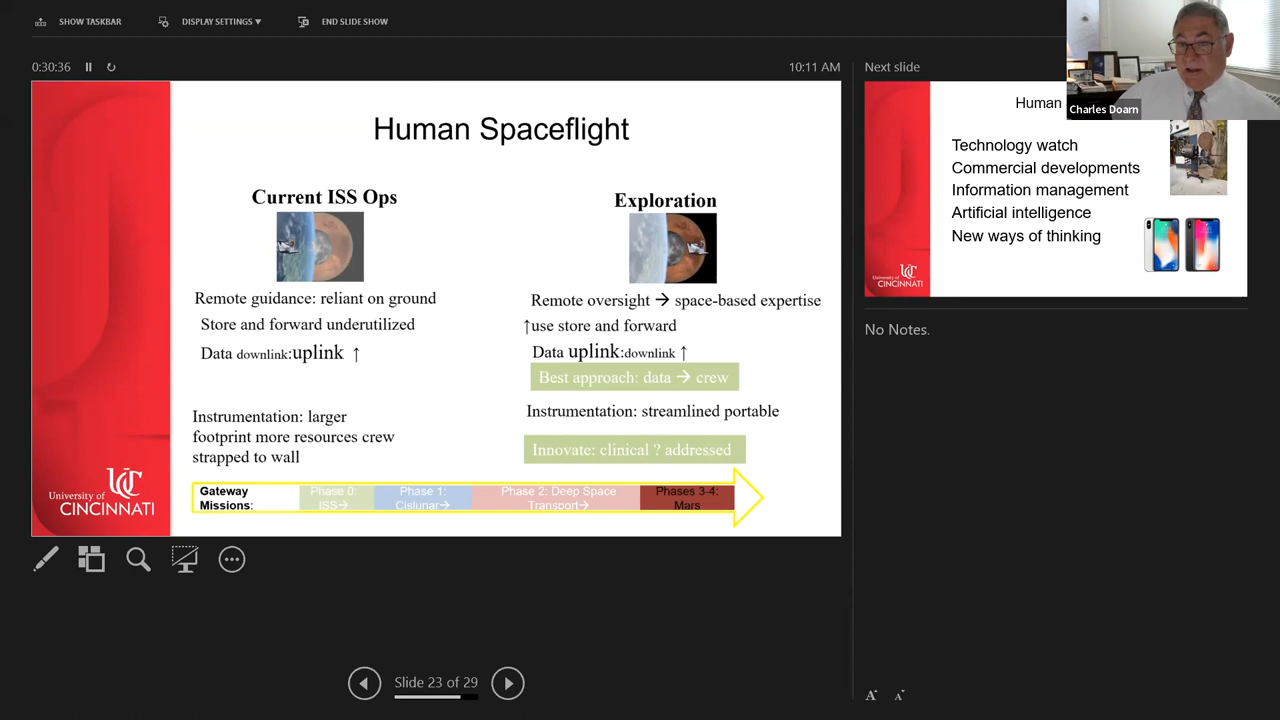 SHOW TASKBAR
DISPLAY SETTINGS ▼
END SLIDE SHOW
0:30:36
10:11 AM
Human Spaceflight
Current ISS Ops
Remote guidance: reliant on ground
Store and forward underutilized
Data downlink:uplink ↑
Instrumentation: larger
footprint more resources crew
strapped to wall
Exploration
Remote oversight → space-based expertise
↑use store and forward
Data uplink:downlink ↑
Best approach: data → crew
Instrumentation: streamlined portable
Innovate: clinical ? addressed
Gateway
Missions:
Phase 0:
ISS→
Phase 1:
Cislunar→
Phase 2: Deep Space
Transport→
Phases 3-4:
Mars
UC
University of
CINCINNATI
Slide 23 of 29
Next slide
Charles Doarn
Human
Technology watch
Commercial developments
Information management
Artificial intelligence
New ways of thinking
UC
University of
CINCINNATI
No Notes.
A
A